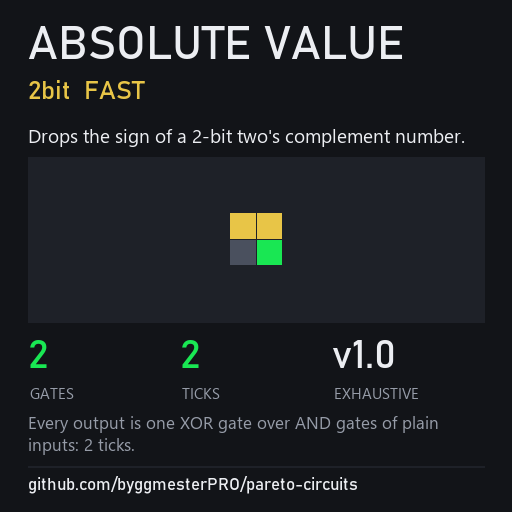 ABSOLUTE VALUE
2bit FAST
Drops the sign of a 2-bit two's complement number.
2 2 v1.0
GATES TICKS EXHAUSTIVE
Every output is one XOR gate over AND gates of plain
inputs: 2 ticks.
github.com/byggmesterPRO/pareto-circuits